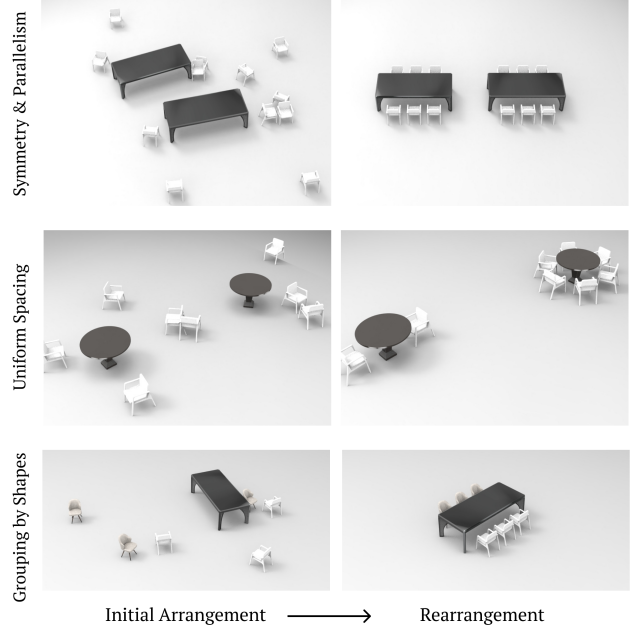 Symmetry & Parallelism
Uniform Spacing
Grouping by Shapes
Initial Arrangement
Rearrangement